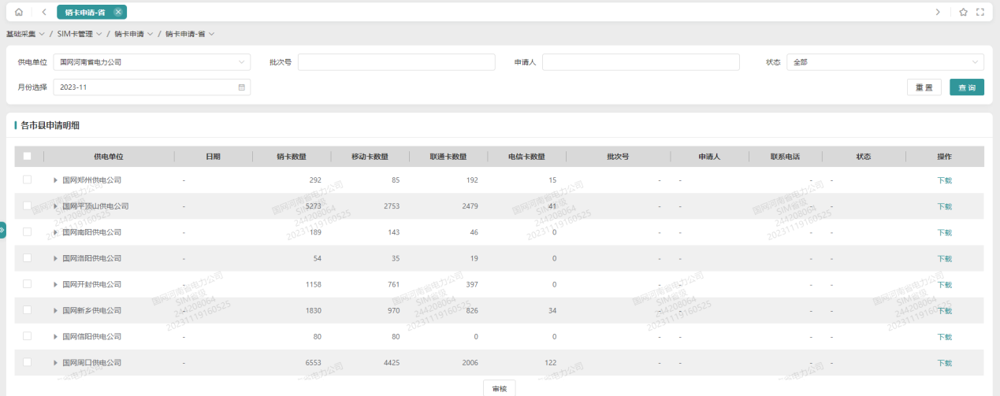 销卡申请-省
基础采集 / SIM卡管理 / 销卡申请 / 销卡申请-省
供电单位 国网河南省电力公司 批次号 申请人 状态 全部
月份选择 2023-11 重置 查询
各市县申请明细
供电单位 日期 销卡数量 移动卡数量 联通卡数量 电信卡数量 批次号 申请人 联系电话 状态 操作
国网郑州供电公司 - 292 85 192 15 - - - - 下载
国网平顶山供电公司 - 5273 2753 2479 41 - - - - 下载
国网南阳供电公司 - 189 143 46 0 - - - - 下载
国网洛阳供电公司 - 54 35 19 0 - - - - 下载
国网开封供电公司 - 1158 761 397 0 - - - - 下载
国网新乡供电公司 - 1830 970 826 34 - - - - 下载
国网信阳供电公司 - 80 80 0 0 - - - - 下载
国网周口供电公司 - 6553 4425 2006 122 - - - - 下载
审核
国网河南省电力公司
SIM省级
244208064
20231119160525